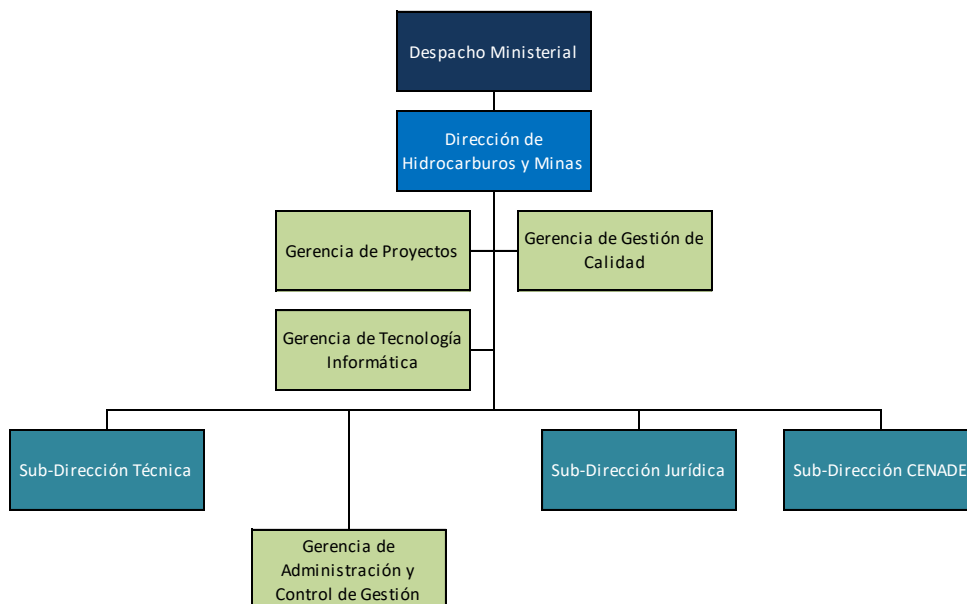 Despacho Ministerial
Dirección de
Hidrocarburos y Minas
Gerencia de Proyectos
Gerencia de Gestión de
Calidad
Gerencia de Tecnología
Informática
Sub-Dirección Técnica
Sub-Dirección Jurídica
Sub-Dirección CENADE
Gerencia de
Administración y
Control de Gestión